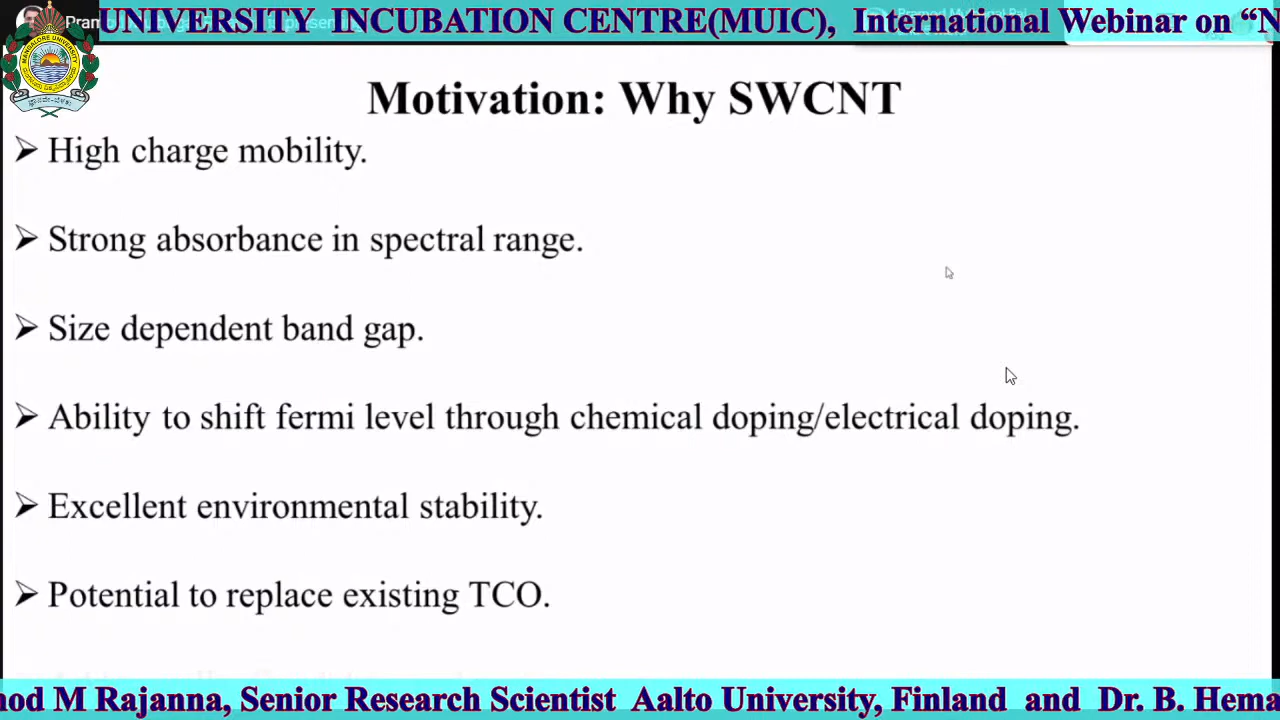 UNIVERSITY INCUBATION CENTRE(MUIC), International Webinar on “N
Motivation: Why SWCNT
➢ High charge mobility.
➢ Strong absorbance in spectral range.
➢ Size dependent band gap.
➢ Ability to shift fermi level through chemical doping/electrical doping.
➢ Excellent environmental stability.
➢ Potential to replace existing TCO.
mod M Rajanna, Senior Research Scientist Aalto University, Finland and Dr. B. Hema